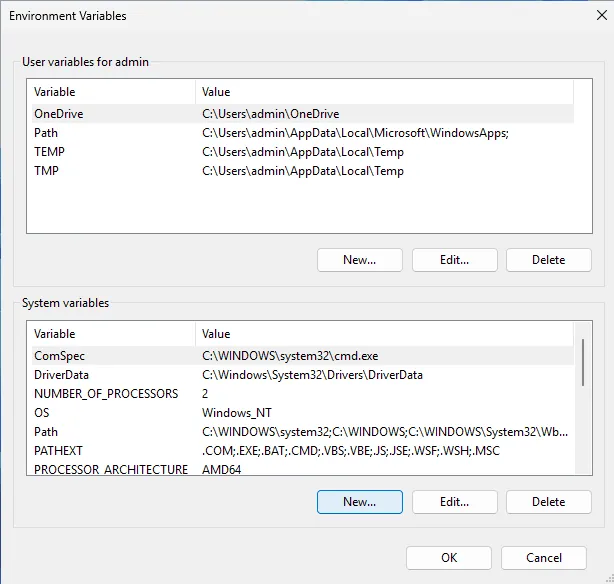 Environment Variables
User variables for admin
Variable Value
OneDrive C:\Users\admin\OneDrive
Path C:\Users\admin\AppData\Local\Microsoft\WindowsApps;
TEMP C:\Users\admin\AppData\Local\Temp
TMP C:\Users\admin\AppData\Local\Temp
New... Edit... Delete
System variables
Variable Value
ComSpec C:\WINDOWS\system32\cmd.exe
DriverData C:\Windows\System32\Drivers\DriverData
NUMBER_OF_PROCESSORS 2
OS Windows_NT
Path C:\WINDOWS\system32;C:\WINDOWS;C:\WINDOWS\System32\Wb...
PATHEXT .COM;.EXE;.BAT;.CMD;.VBS;.VBE;.JS;.JSE;.WSF;.WSH;.MSC
PROCESSOR_ARCHITECTURE AMD64
New... Edit... Delete
OK Cancel